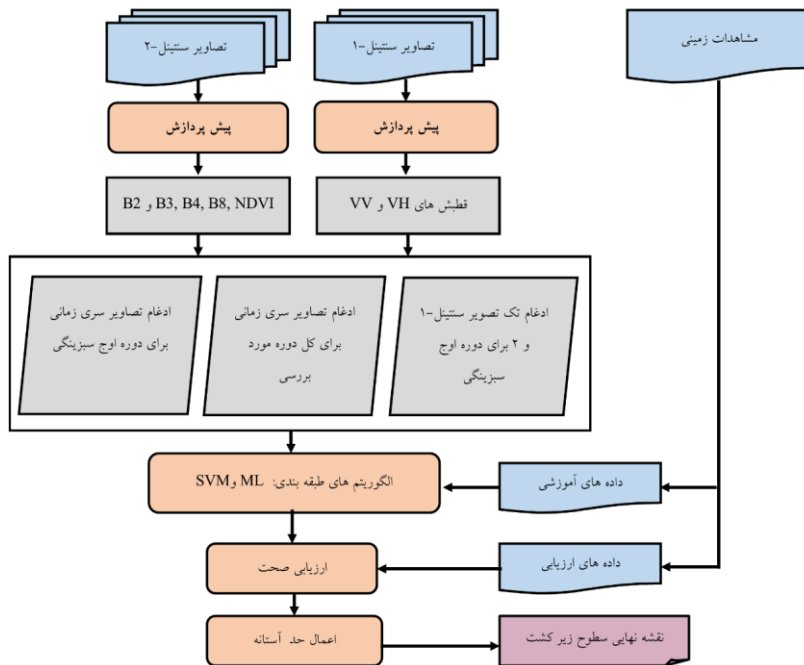 مشاهدات زمینی
تصاویر سنتینل-۱
تصاویر سنتینل-۲
پیش پردازش
پیش پردازش
قطبش های VH و VV
B2 و B3, B4, B8, NDVI
ادغام تک تصویر سنتینل-۱
و ۲ برای دوره اوج
سبزینگی
ادغام تصاویر سری زمانی
برای کل دوره مورد
بررسی
ادغام تصاویر سری زمانی
برای دوره اوج سبزینگی
الگوریتم های طبقه بندی: ML و SVM
داده های آموزشی
ارزیابی صحت
داده های ارزیابی
اعمال حد آستانه
نقشه نهایی سطوح زیر کشت